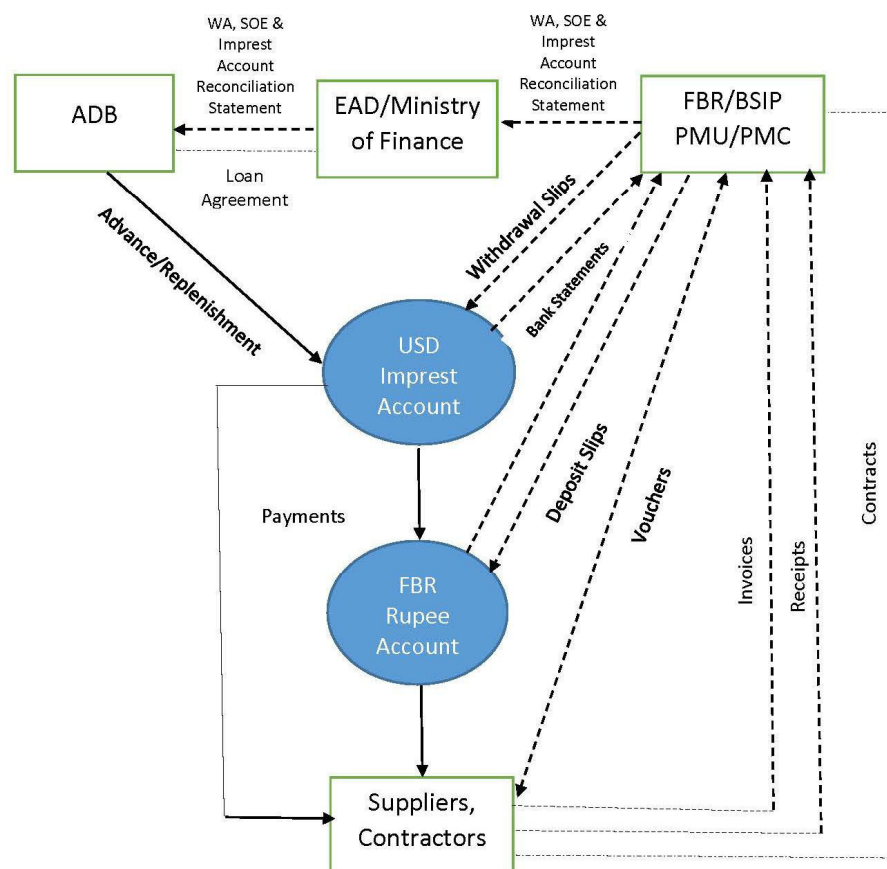 WA, SOE &
Imprest
Account
Reconciliation
Statement
WA, SOE &
Imprest
Account
Reconciliation
Statement
ADB
EAD/Ministry
of Finance
FBR/BSIP
PMU/PMC
Loan
Agreement
Advance/Replenishment
Withdrawal Slips
Bank Statements
USD
Imprest
Account
Deposit Slips
Vouchers
Contracts
Payments
Invoices
Receipts
FBR
Rupee
Account
Suppliers,
Contractors